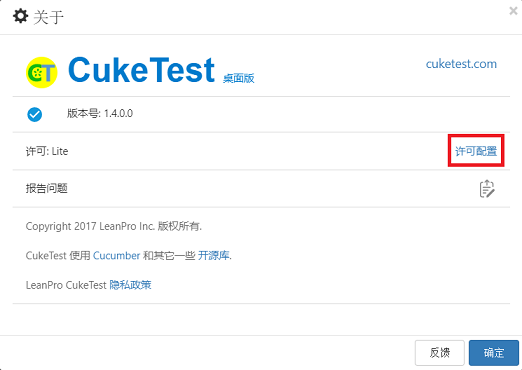 关于
CT CukeTest 桌面版 cuketest.com
版本号: 1.4.0.0
许可: Lite 许可配置
报告问题
Copyright 2017 LeanPro Inc. 版权所有.
CukeTest 使用 Cucumber 和其它一些 开源库.
LeanPro CukeTest 隐私政策
反馈 确定